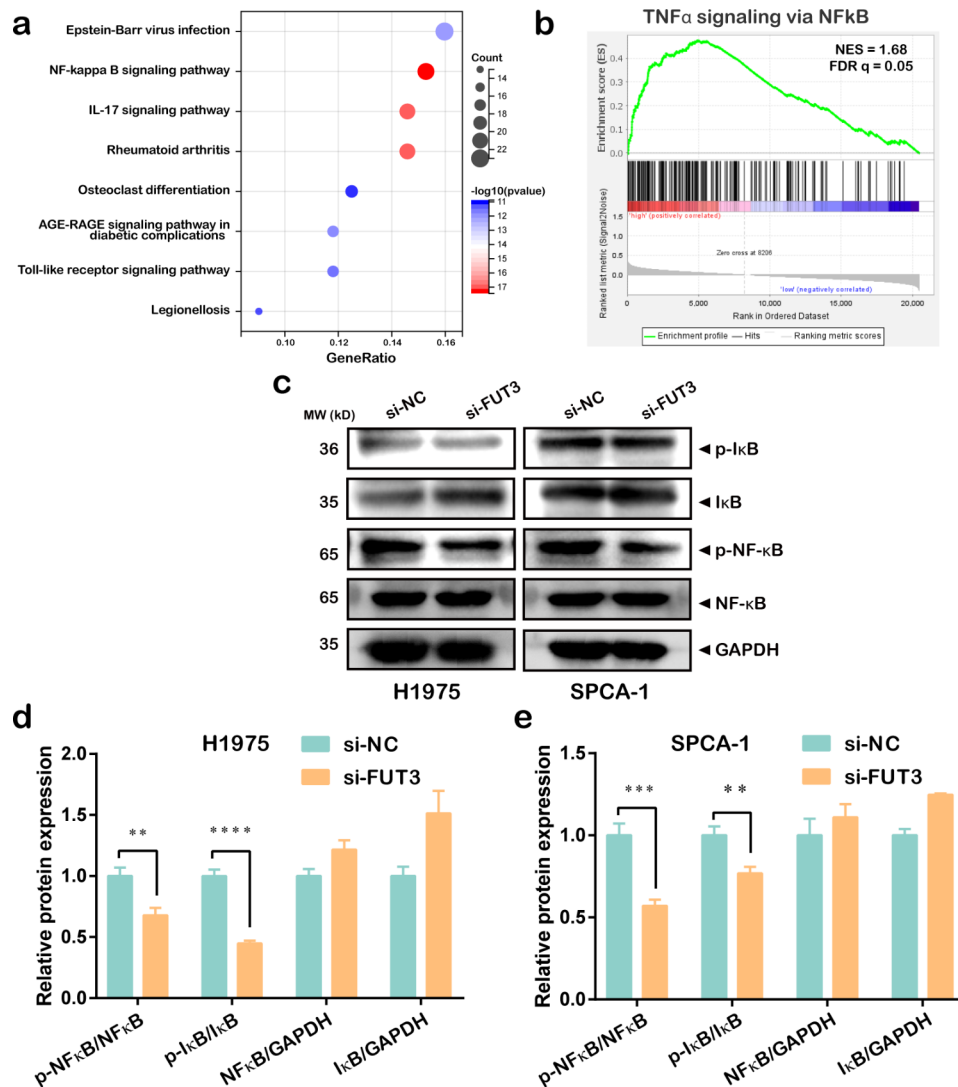 a
Epstein-Barr virus infection
NF-kappa B signaling pathway
IL-17 signaling pathway
Rheumatoid arthritis
Osteoclast differentiation
AGE-RAGE signaling pathway in
diabetic complications
Toll-like receptor signaling pathway
Legionellosis
0.10 0.12 0.14 0.16
GeneRatio
Count
14
16
18
20
22
-log10(pvalue)
11
12
13
14
15
16
17
b
TNFα signaling via NFkB
NES = 1.68
FDR q = 0.05
Enrichment score (ES)
0.4
0.3
0.2
0.1
0.0
'high' (positively correlated)
Ranked list metric (Signal2Noise)
1.5
1.0
0.5
0.0
Zero cross at 8206
'low' (negatively correlated)
0 5,000 10,000 15,000 20,000
Rank in Ordered Dataset
Enrichment profile Hits Ranking metric scores
c
MW (kD)
si-NC si-FUT3 si-NC si-FUT3
36 p-IκB
35 IκB
65 p-NF-κB
65 NF-κB
35 GAPDH
H1975 SPCA-1
d
H1975
si-NC
si-FUT3
Relative protein expression
2.0
1.5
1.0
0.5
0.0
** ****
p-NFκB/NFκB p-IκB/IκB NFκB/GAPDH IκB/GAPDH
e
SPCA-1
si-NC
si-FUT3
Relative protein expression
1.5
1.0
0.5
0.0
*** **
p-NFκB/NFκB p-IκB/IκB NFκB/GAPDH IκB/GAPDH